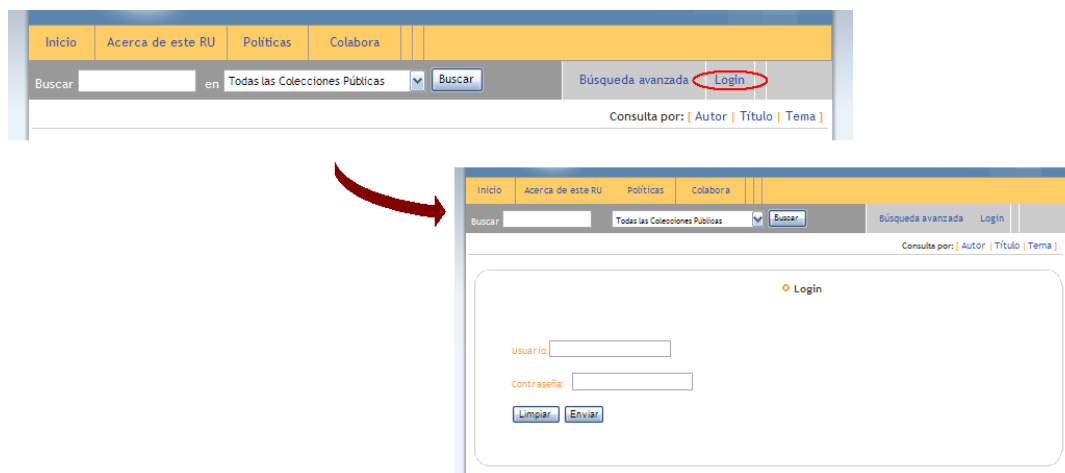 Inicio Acerca de este RU Políticas Colabora
Buscar en Todas las Colecciones Públicas Buscar Búsqueda avanzada Login
Consulta por: [ Autor | Título | Tema ]
Inicio Acerca de este RU Políticas Colabora
Buscar Todas las Colecciones Públicas Buscar Búsqueda avanzada Login
Consulta por: [ Autor | Título | Tema ]
Login
Usuario:
Contraseña:
Limpiar Enviar